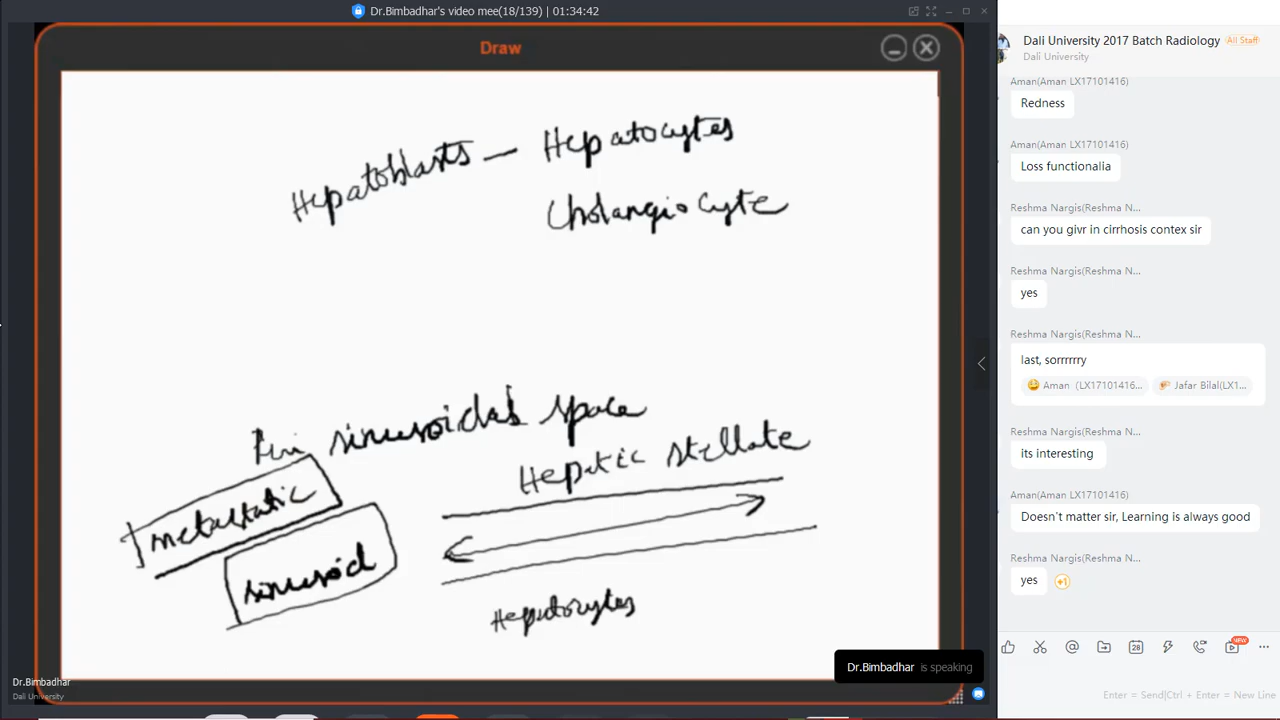 Dr.Bimbadhar's video mee(18/139) | 01:34:42
Draw
Hepatoblasts — Hepatocytes
Cholangiocyte
Peri sinusoidal space
Hepatic stellate
metastatic
sinusoid
Hepatocytes
Dr.Bimbadhar is speaking
Dr.Bimbadhar
Dali University
Dali University 2017 Batch Radiology All Staff
Dali University
Aman(Aman LX17101416)
Redness
Aman(Aman LX17101416)
Loss functionalia
Reshma Nargis(Reshma N...
can you givr in cirrhosis contex sir
Reshma Nargis(Reshma N...
yes
Reshma Nargis(Reshma N...
last, sorrrrrry
Aman (LX17101416... Jafar Bilal(LX1...
Reshma Nargis(Reshma N...
its interesting
Aman(Aman LX17101416)
Doesn't matter sir, Learning is always good
Reshma Nargis(Reshma N...
yes +1
28 NEW
Enter = Send|Ctrl + Enter = New Line